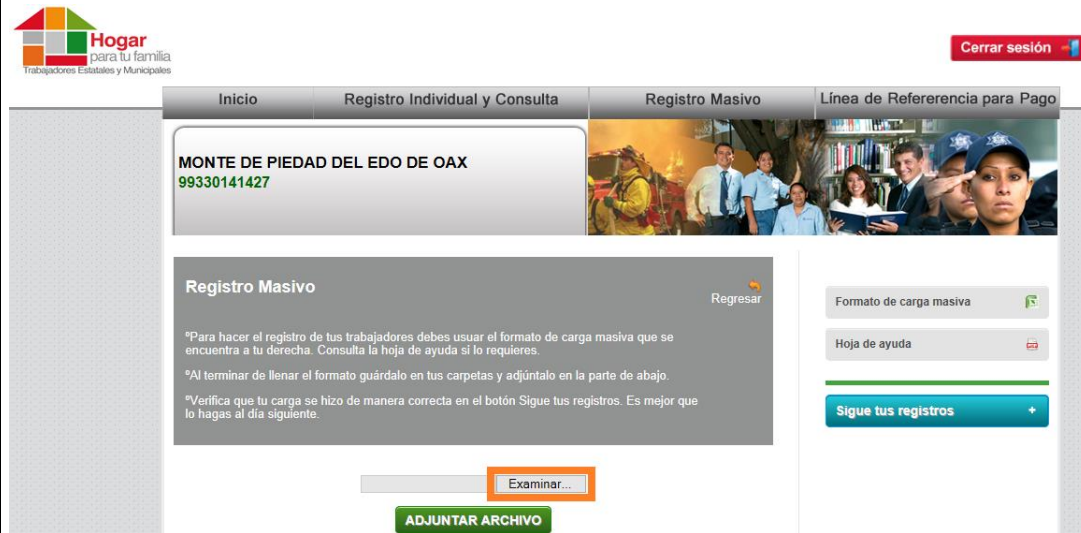 Hogar
para tu familia
Trabajadores Estatales y Municipales
Cerrar sesión
Inicio
Registro Individual y Consulta
Registro Masivo
Línea de Refererencia para Pago
MONTE DE PIEDAD DEL EDO DE OAX
99330141427
Registro Masivo
Regresar
ºPara hacer el registro de tus trabajadores debes usar el formato de carga masiva que se
encuentra a tu derecha. Consulta la hoja de ayuda si lo requieres.
ºAl terminar de llenar el formato guárdalo en tus carpetas y adjúntalo en la parte de abajo.
ºVerifica que tu carga se hizo de manera correcta en el botón Sigue tus registros. Es mejor que
lo hagas al día siguiente.
Formato de carga masiva
Hoja de ayuda
Sigue tus registros +
Examinar...
ADJUNTAR ARCHIVO